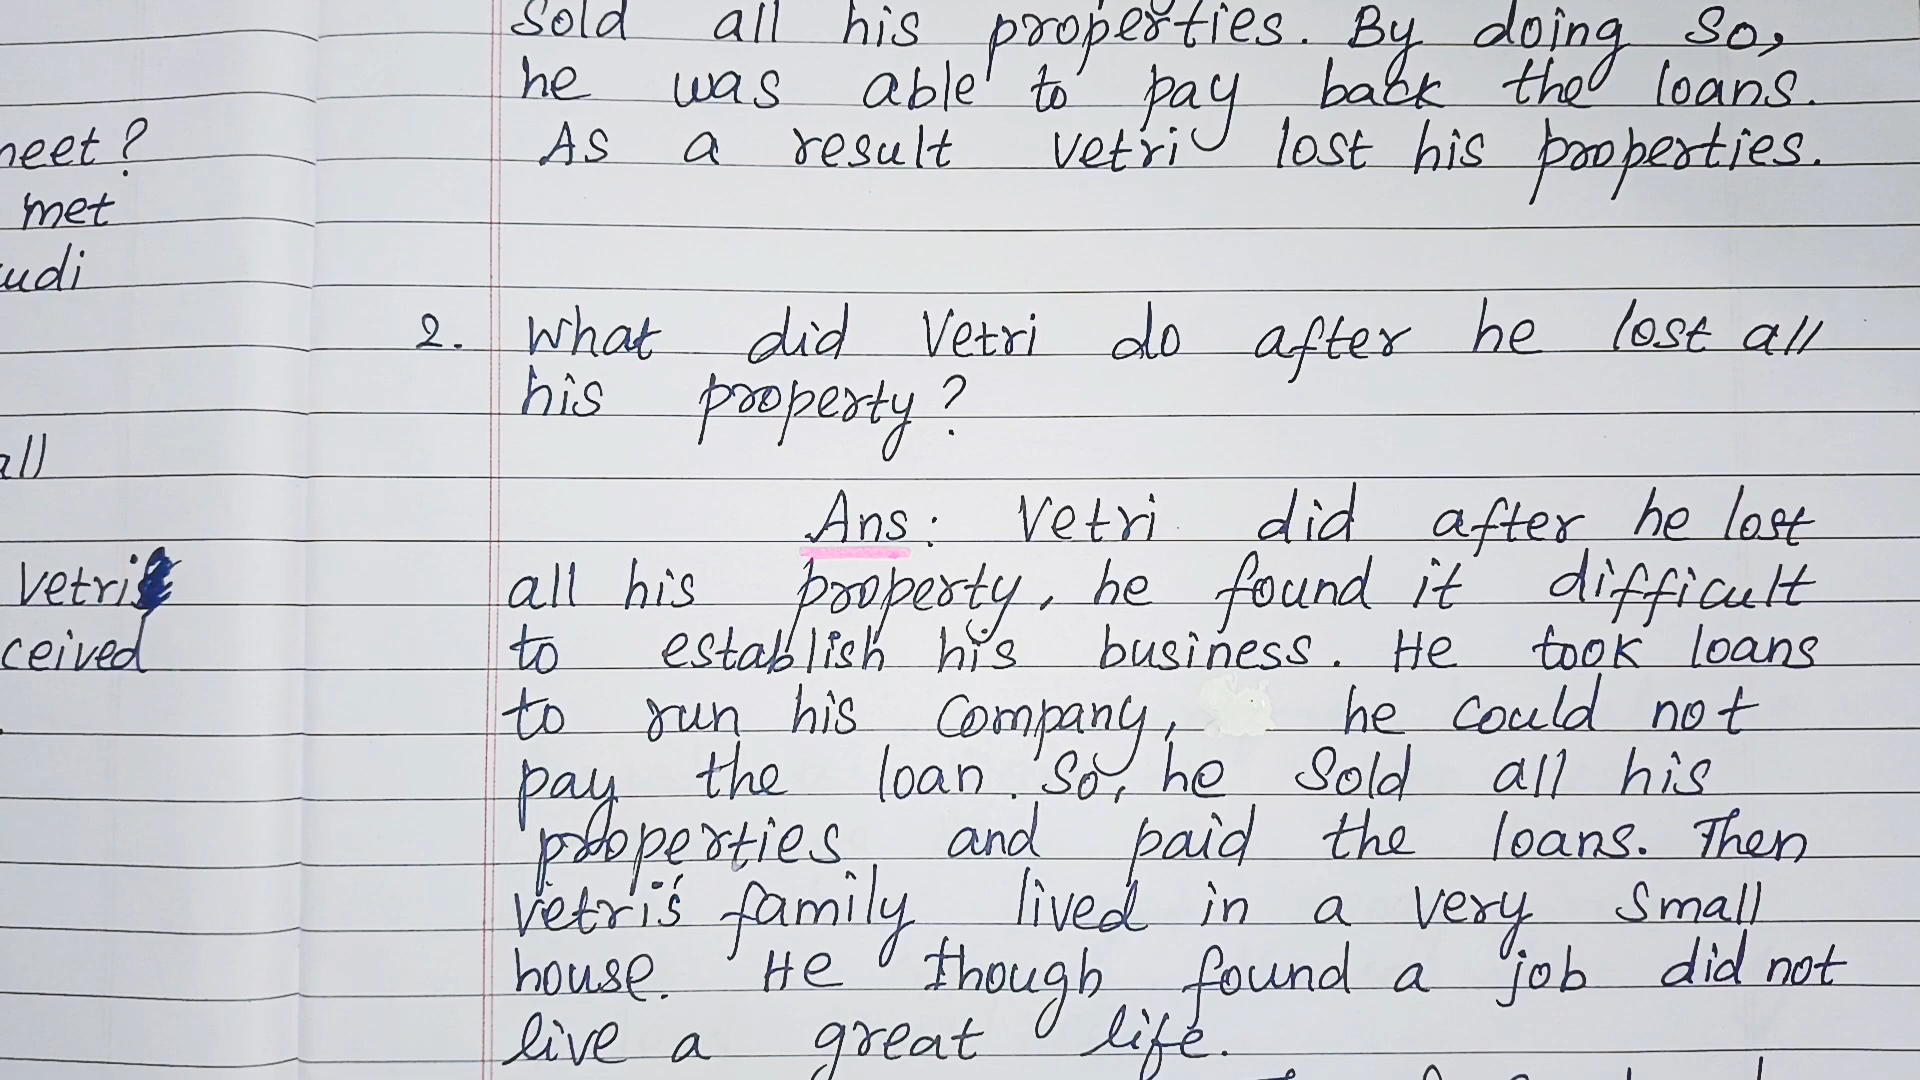 neet?
met
udi
all
Vetri
ceived
Sold all his properties. By doing so,
he was able to pay back the loans.
As a result vetri lost his properties.
2. What did Vetri do after he lost all
his property?
Ans: Vetri did after he lost
all his property, he found it difficult
to establish his business. He took loans
to run his company, he could not
pay the loan. So, he sold all his
properties and paid the loans. Then
vetri's family lived in a very small
house. He though found a job did not
live a great life.